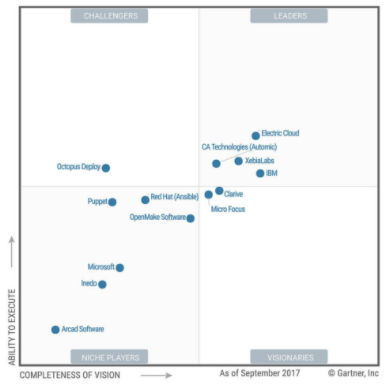 CHALLENGERS
LEADERS
Electric Cloud
CA Technologies (Automic)
XebiaLabs
Octopus Deploy
IBM
Clarive
Red Hat (Ansible)
Puppet
Micro Focus
OpenMake Software
Microsoft
Inedo
Arcad Software
ABILITY TO EXECUTE
NICHE PLAYERS
VISIONARIES
COMPLETENESS OF VISION
As of September 2017
© Gartner, Inc